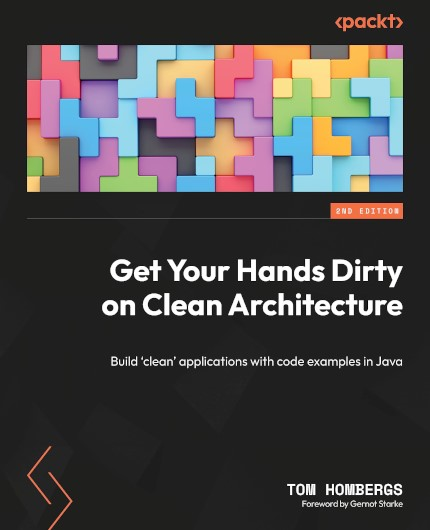 <packt>
2ND EDITION
Get Your Hands Dirty
on Clean Architecture
Build ‘clean’ applications with code examples in Java
TOM HOMBERGS
Foreword by Gernot Starke